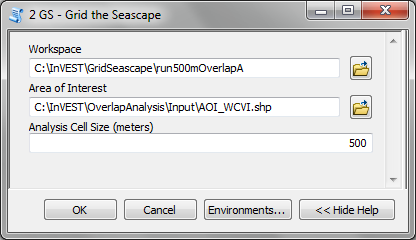 2 GS - Grid the Seascape
Workspace
C:\InVEST\GridSeascape\run500mOverlapA
Area of Interest
C:\InVEST\OverlapAnalysis\Input\AOI_WCVI.shp
Analysis Cell Size (meters)
500
OK Cancel Environments... << Hide Help